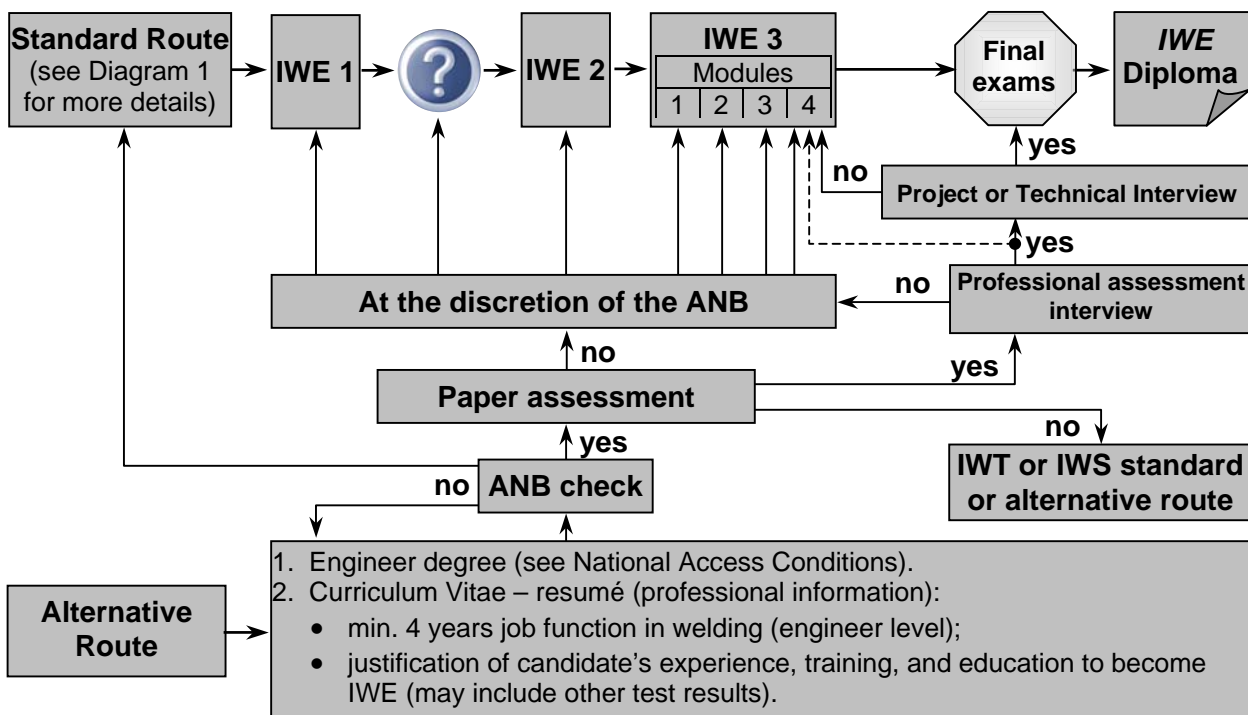 Standard Route
(see Diagram 1
for more details)
IWE 1
?
IWE 2
IWE 3
Modules
1 2 3 4
Final
exams
IWE
Diploma
yes
no
Project or Technical Interview
yes
Professional assessment
interview
no
At the discretion of the ANB
no
yes
Paper assessment
no
yes
IWT or IWS standard
or alternative route
no
ANB check
Alternative
Route
1. Engineer degree (see National Access Conditions).
2. Curriculum Vitae – resumé (professional information):
• min. 4 years job function in welding (engineer level);
• justification of candidate’s experience, training, and education to become
IWE (may include other test results).